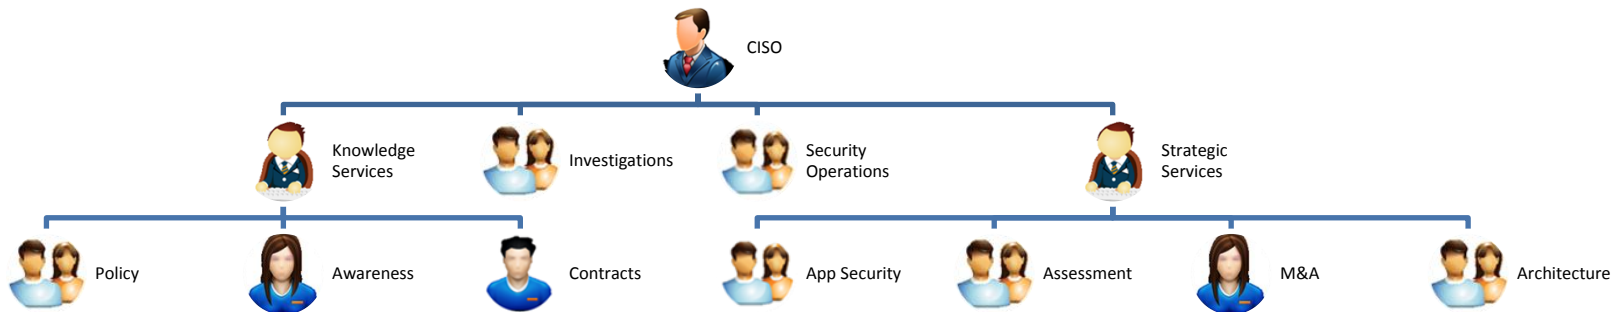 CISO
Knowledge
Services
Investigations
Security
Operations
Strategic
Services
Policy
Awareness
Contracts
App Security
Assessment
M&A
Architecture